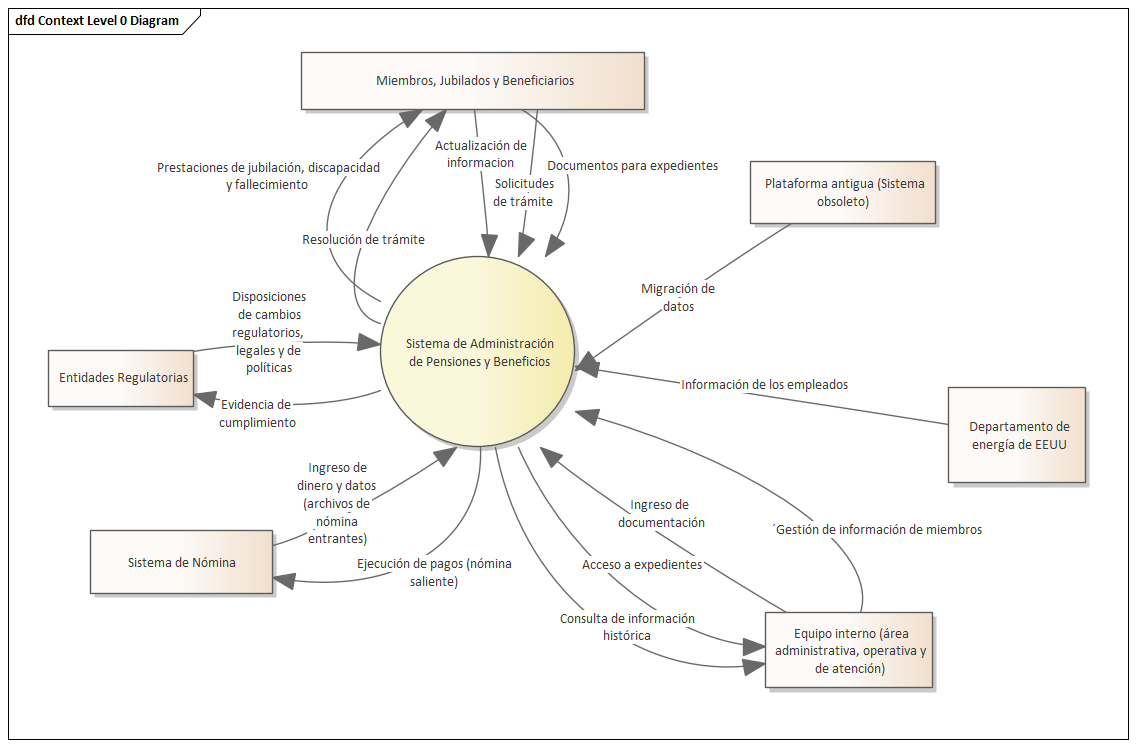 dfd Context Level 0 Diagram
Miembros, Jubilados y Beneficiarios
Actualización de
informacion
Prestaciones de jubilación, discapacidad
y fallecimiento
Documentos para expedientes
Solicitudes
de trámite
Plataforma antigua (Sistema
obsoleto)
Resolución de trámite
Migración de
datos
Disposiciones
de cambios
regulatorios,
legales y de
políticas
Sistema de Administración
de Pensiones y Beneficios
Entidades Regulatorias
Información de los empleados
Evidencia de
cumplimiento
Departamento de
energía de EEUU
Ingreso de
dinero y datos
(archivos de
nómina
entrantes)
Ingreso de
documentación
´Gestión de información de miembros
Sistema de Nómina
Ejecución de pagos (nómina
saliente)
Acceso a expedientes
Consulta de información
histórica
Equipo interno (área
administrativa, operativa y
de atención)